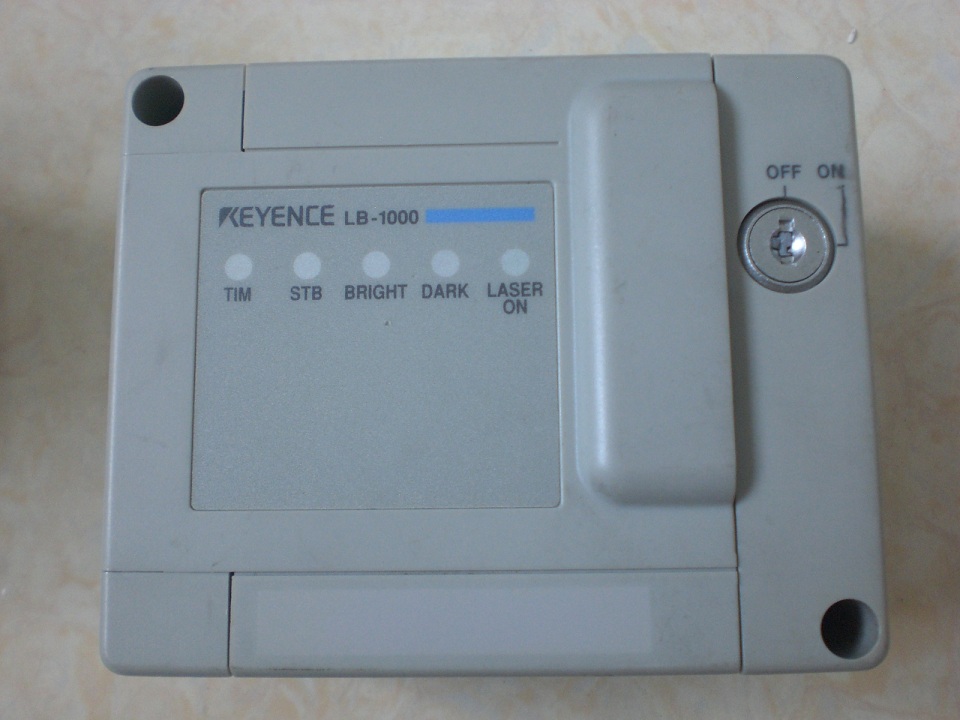 OFF ON
KEYENCE LB-1000
TIM STB BRIGHT DARK LASER
ON